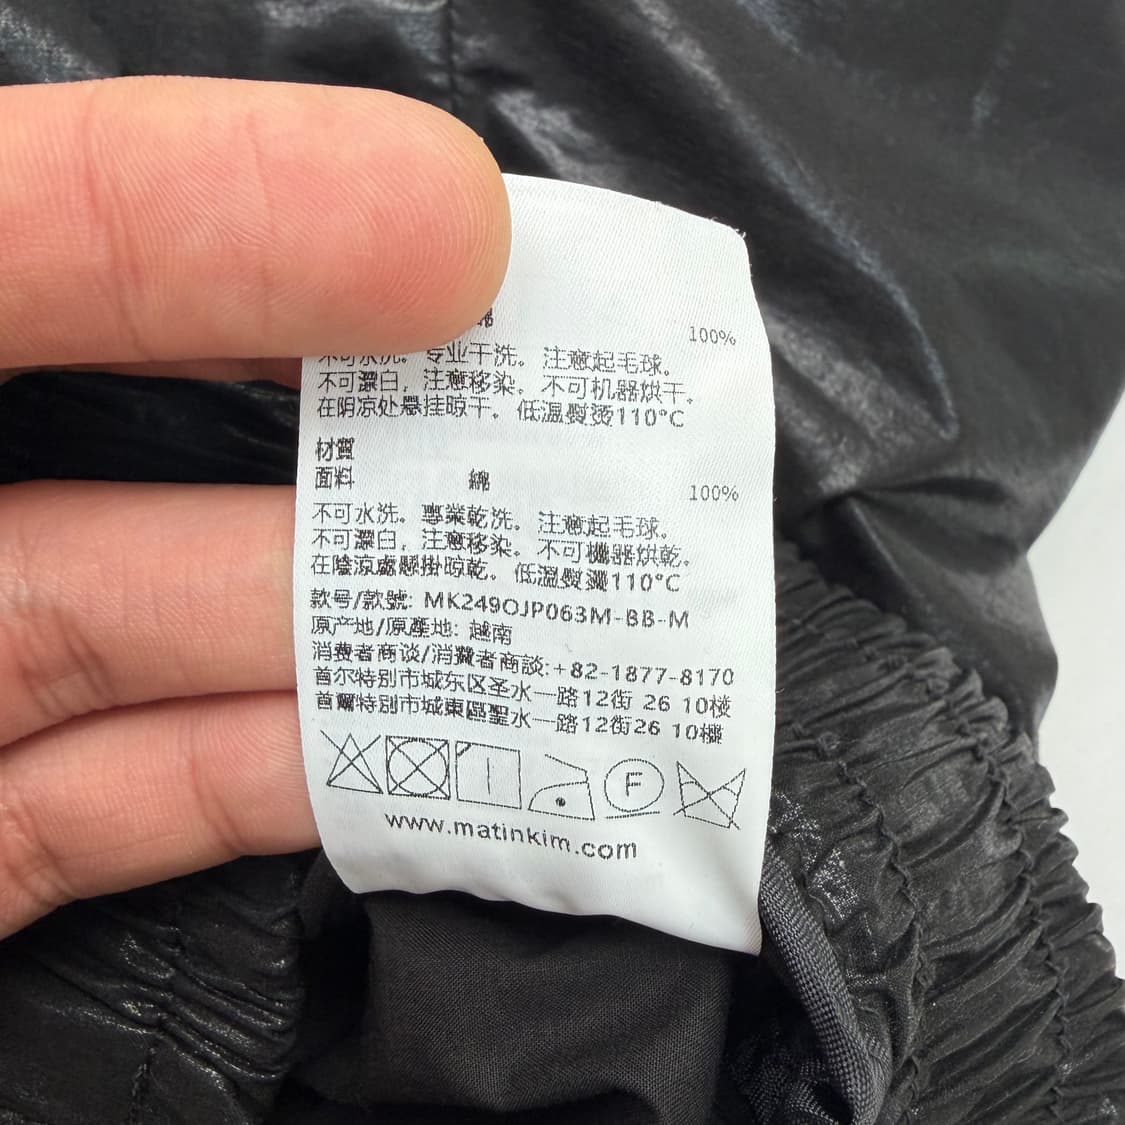 綿 100%
不可水洗。专业干洗。注意起毛球。
不可漂白，注意移染。不可机器烘干。
在阴凉处悬挂晾干。低温熨烫110°C
材質
面料 綿 100%
不可水洗。專業乾洗。注意起毛球。
不可漂白，注意移染。不可機器烘乾。
在陰涼處懸掛晾乾。低溫熨燙110°C
款号/款號: MK249OJP063M-BB-M
原产地/原產地: 越南
消费者商谈/消費者商談:+82-1877-8170
首尔特別市城东区圣水一路12街 26 10楼
首爾特別市城東區聖水一路12街26 10樓
F
www.matinkim.com